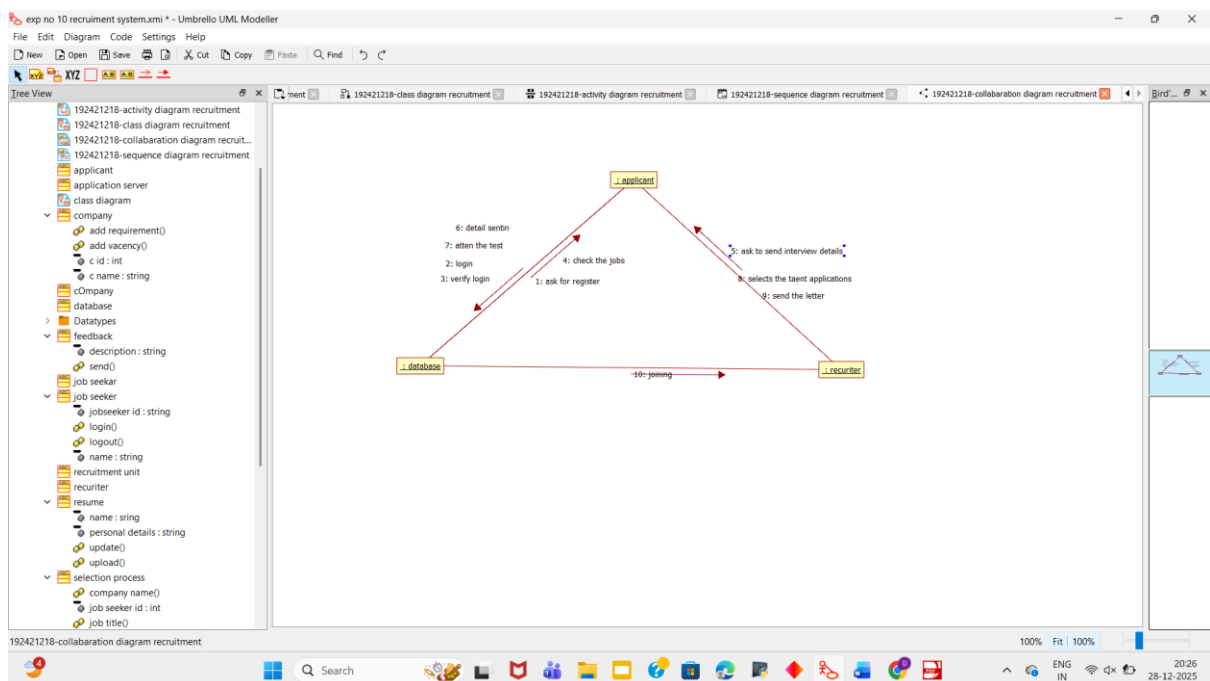 exp no 10 recruiment system.xmi * - Umbrello UML Modeller
File Edit Diagram Code Settings Help
New Open Save Cut Copy Paste Find
XYZ
Tree View
192421218-activity diagram recruitment
192421218-class diagram recruitment
192421218-collabaration diagram recruit...
192421218-sequence diagram recruitment
applicant
application server
class diagram
company
add requirement()
add vacency()
c id : int
c name : string
cOmpany
database
Datatypes
feedback
description : string
send()
job seekar
job seeker
jobseeker id : string
login()
logout()
name : string
recruitment unit
recuriter
resume
name : sring
personal details : string
update()
upload()
selection process
company name()
job seeker id : int
job title()
ment 192421218-class diagram recruitment 192421218-activity diagram recruitment 192421218-sequence diagram recruitment 192421218-collabaration diagram recruitment
Bird'...
: applicant
6: detail sentin
7: atten the test
2: login
3: verify login
4: check the jobs
1: ask for register
5: ask to send interview details
8: selects the taent applications
9: send the letter
: database
10: joining
: recuriter
192421218-collabaration diagram recruitment
100% Fit 100%
4
Search
ENG
IN
20:26
28-12-2025